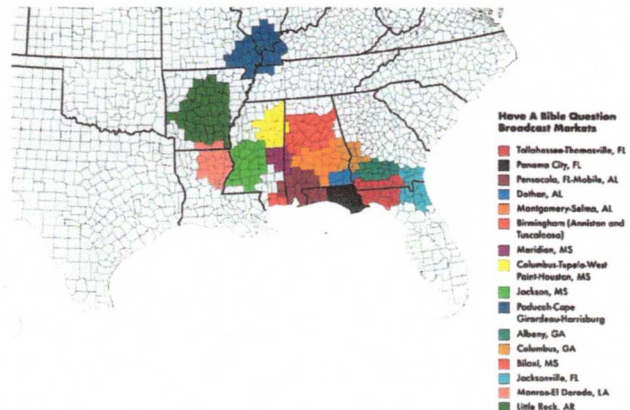 Have A Bible Question
Broadcast Markets
Tallahassee-Thomasville, FL
Panama City, FL
Pensacola, FL-Mobile, AL
Dothan, AL
Montgomery-Selma, AL
Birmingham (Anniston and
Tuscaloosa)
Meridian, MS
Columbus-Tupelo-West
Point-Houston, MS
Jackson, MS
Paducah-Cape
Girardeau-Harrisburg
Albany, GA
Columbus, GA
Biloxi, MS
Jacksonville, FL
Monroe-El Dorado, LA
Little Rock, AR